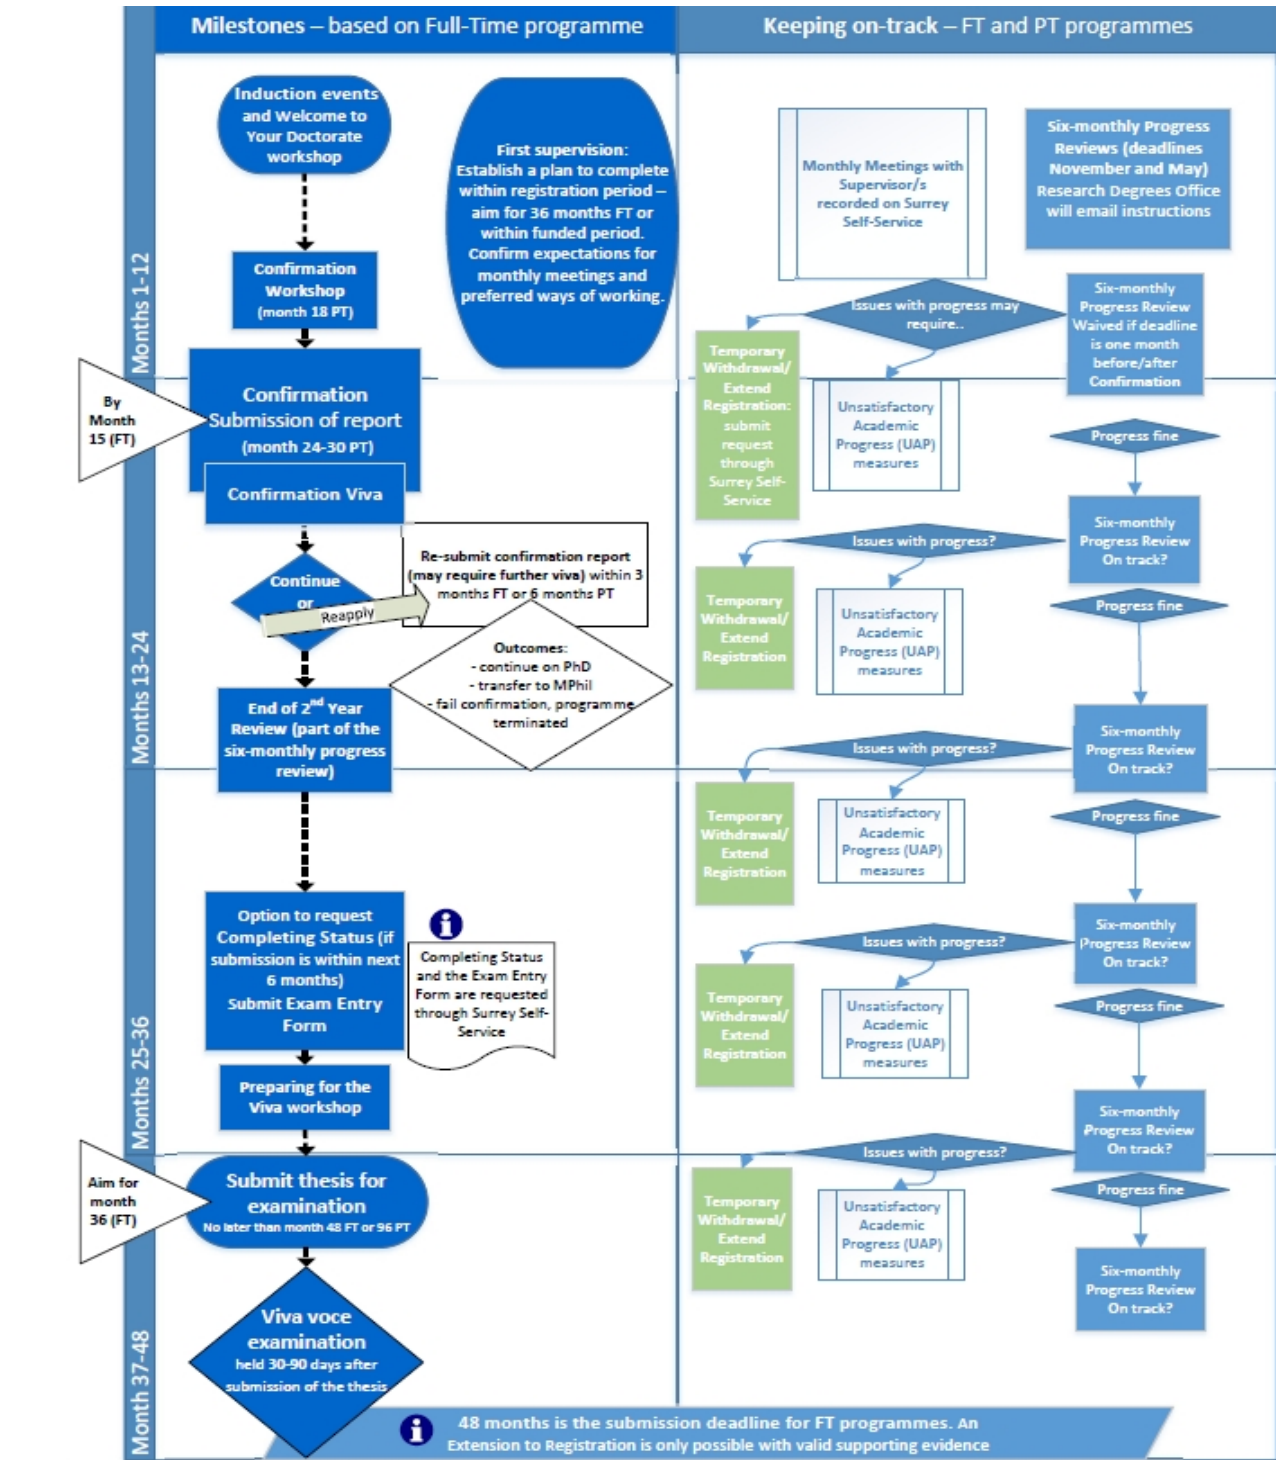 Milestones – based on Full-Time programme
Keeping on-track – FT and PT programmes
Months 1-12
Induction events
and Welcome to
Your Doctorate
workshop
First supervision:
Establish a plan to complete
within registration period –
aim for 36 months FT or
within funded period.
Confirm expectations for
monthly meetings and
preferred ways of working.
Confirmation
Workshop
(month 18 PT)
By
Month
15 (FT)
Confirmation
Submission of report
(month 24-30 PT)
Confirmation Viva
Months 13-24
Continue
or
Reapply
Re-submit confirmation report
(may require further viva) within 3
months FT or 6 months PT
Outcomes:
- continue on PhD
- transfer to MPhil
- fail confirmation, programme
terminated
End of 2nd Year
Review (part of the
six-monthly progress
review)
Months 25-36
Option to request
Completing Status (if
submission is within next
6 months)
Submit Exam Entry
Form
Completing Status
and the Exam Entry
Form are requested
through Surrey Self-
Service
Preparing for the
Viva workshop
Aim for
month
36 (FT)
Submit thesis for
examination
No later than month 48 FT or 96 PT
Month 37-48
Viva voce
examination
held 30-90 days after
submission of the thesis
Monthly Meetings with
Supervisor/s
recorded on Surrey
Self-Service
Six-monthly Progress
Reviews (deadlines
November and May)
Research Degrees Office
will email instructions
Issues with progress may
require..
Six-monthly
Progress Review
Waived if deadline
is one month
before/after
Confirmation
Temporary
Withdrawal/
Extend
Registration:
submit
request
through
Surrey Self-
Service
Unsatisfactory
Academic
Progress (UAP)
measures
Progress fine
Six-monthly
Progress Review
On track?
Issues with progress?
Temporary
Withdrawal/
Extend
Registration
Unsatisfactory
Academic
Progress (UAP)
measures
Progress fine
Six-monthly
Progress Review
On track?
Issues with progress?
Temporary
Withdrawal/
Extend
Registration
Unsatisfactory
Academic
Progress (UAP)
measures
Progress fine
Six-monthly
Progress Review
On track?
Issues with progress?
Temporary
Withdrawal/
Extend
Registration
Unsatisfactory
Academic
Progress (UAP)
measures
Progress fine
Six-monthly
Progress Review
On track?
Issues with progress?
Temporary
Withdrawal/
Extend
Registration
Unsatisfactory
Academic
Progress (UAP)
measures
Progress fine
Six-monthly
Progress Review
On track?
48 months is the submission deadline for FT programmes. An
Extension to Registration is only possible with valid supporting evidence